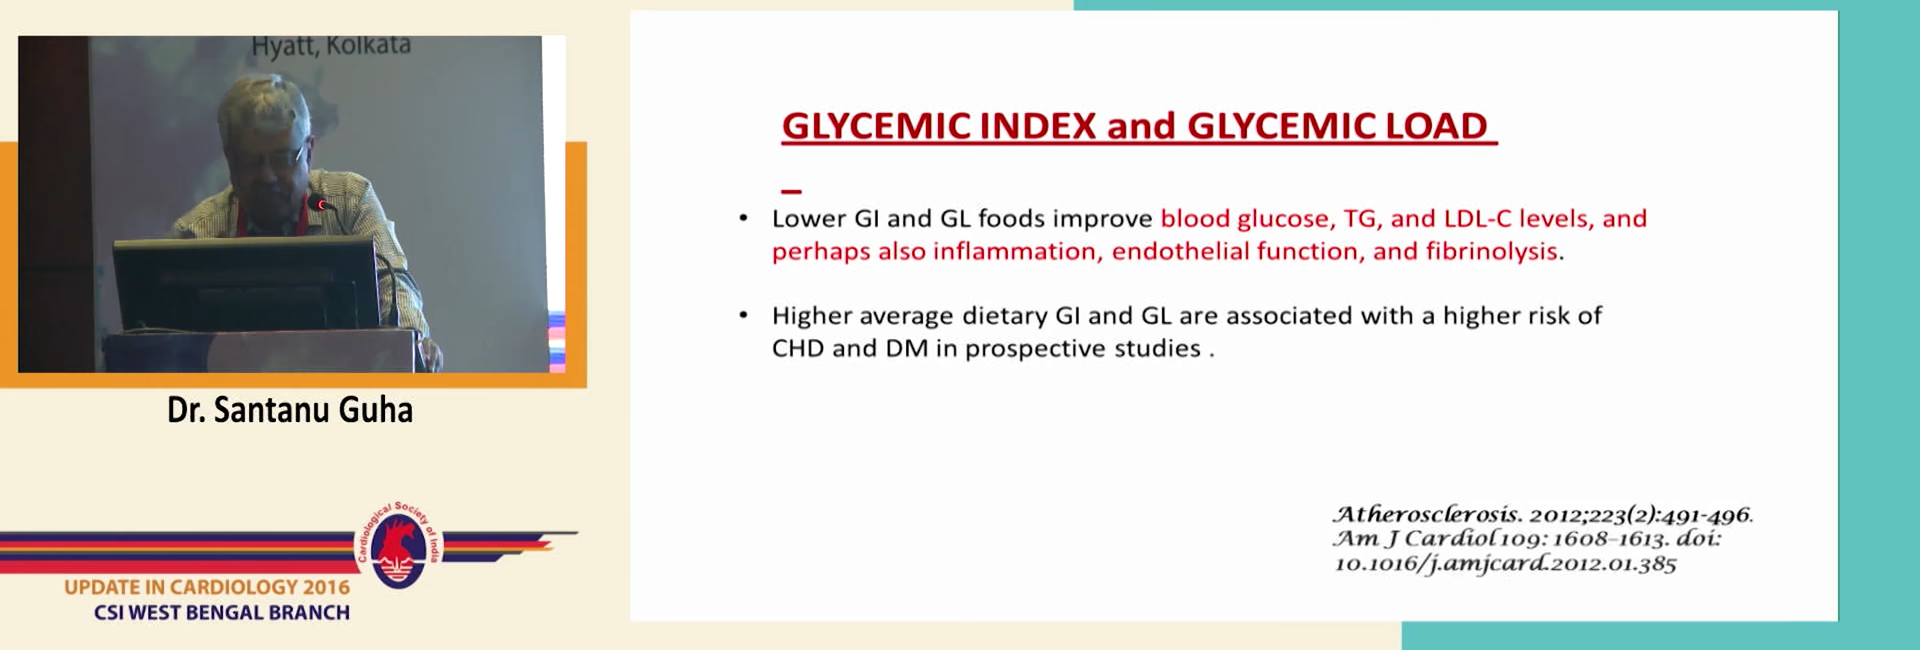 Hyatt, Kolkata
Dr. Santanu Guha
Cardiological Society of India
UPDATE IN CARDIOLOGY 2016
CSI WEST BENGAL BRANCH
GLYCEMIC INDEX and GLYCEMIC LOAD
–
• Lower GI and GL foods improve blood glucose, TG, and LDL-C levels, and
perhaps also inflammation, endothelial function, and fibrinolysis.
• Higher average dietary GI and GL are associated with a higher risk of
CHD and DM in prospective studies .
Atherosclerosis. 2012;223(2):491-496.
Am J Cardiol 109: 1608–1613. doi:
10.1016/j.amjcard.2012.01.385